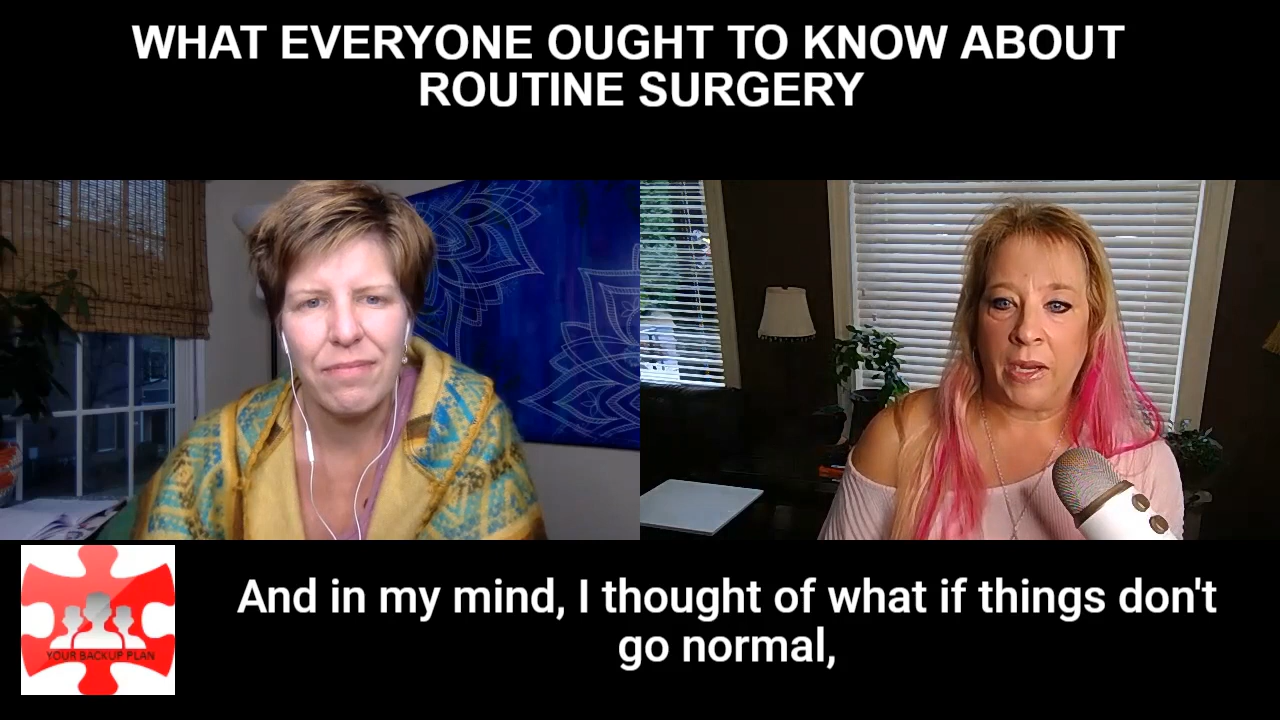 WHAT EVERYONE OUGHT TO KNOW ABOUT
ROUTINE SURGERY
YOUR BACKUP PLAN
And in my mind, I thought of what if things don't
go normal,